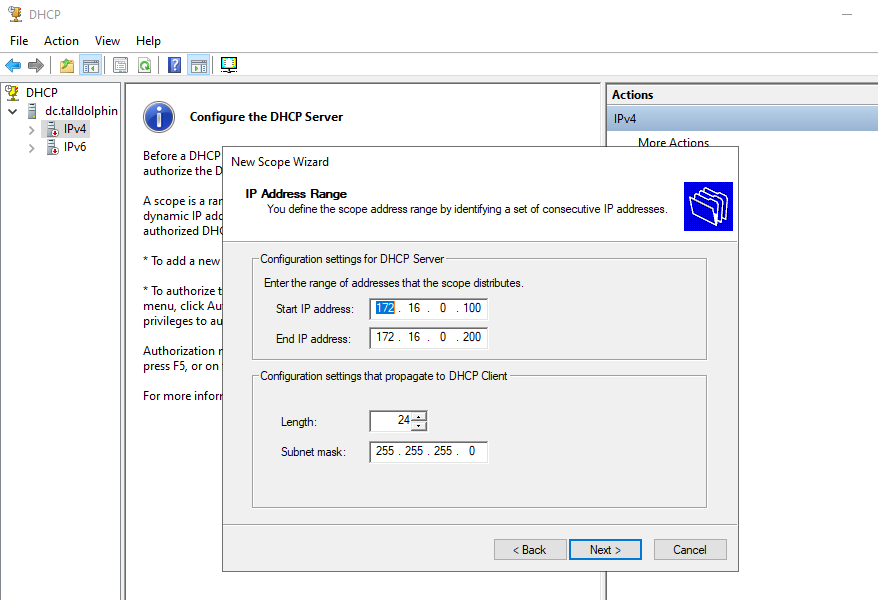 DHCP
File Action View Help
DHCP
dc.talldolphin
IPv4
IPv6
Configure the DHCP Server
Before a DHCP
authorize the D
A scope is a ran
dynamic IP add
authorized DHC
* To add a new
* To authorize t
menu, click Au
privileges to au
Authorization r
press F5, or on
For more inforr
Actions
IPv4
More Actions
New Scope Wizard
IP Address Range
You define the scope address range by identifying a set of consecutive IP addresses.
Configuration settings for DHCP Server
Enter the range of addresses that the scope distributes.
Start IP address: 172 . 16 . 0 . 100
End IP address: 172 . 16 . 0 . 200
Configuration settings that propagate to DHCP Client
Length: 24
Subnet mask: 255 . 255 . 255 . 0
< Back Next > Cancel